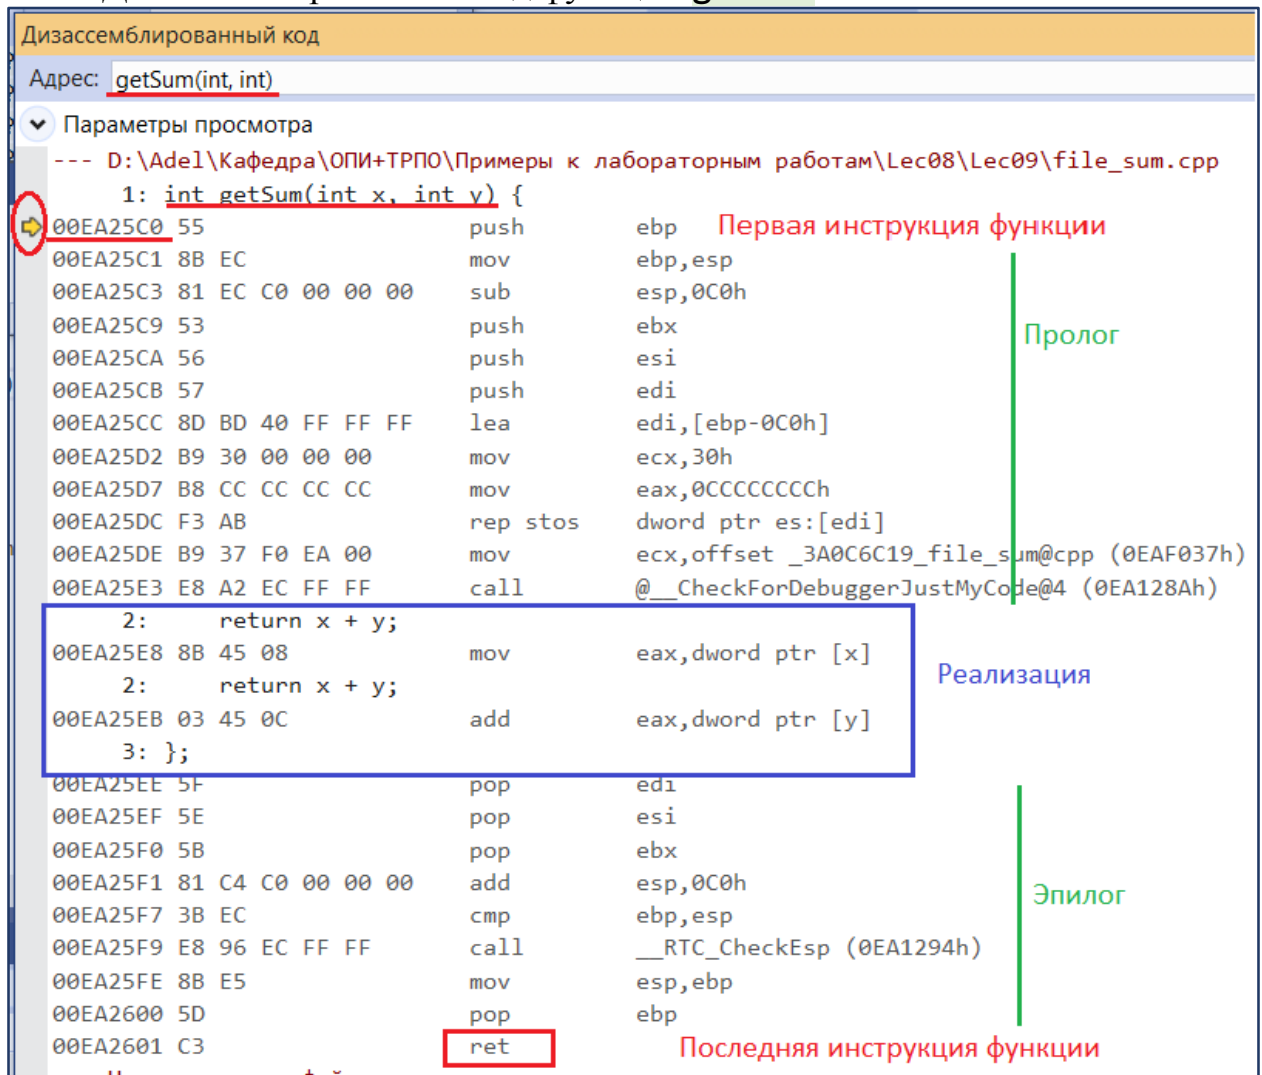 Дизассемблированный код
Адрес: getSum(int, int)
Параметры просмотра
--- D:\Adel\Кафедра\ОПИ+ТРПО\Примеры к лабораторным работам\Lec08\Lec09\file_sum.cpp
1: int getSum(int x, int y) {
00EA25C0 55 push ebp Первая инструкция функции
00EA25C1 8B EC mov ebp,esp
00EA25C3 81 EC C0 00 00 00 sub esp,0C0h
00EA25C9 53 push ebx Пролог
00EA25CA 56 push esi
00EA25CB 57 push edi
00EA25CC 8D BD 40 FF FF FF lea edi,[ebp-0C0h]
00EA25D2 B9 30 00 00 00 mov ecx,30h
00EA25D7 B8 CC CC CC CC mov eax,0CCCCCCCCh
00EA25DC F3 AB rep stos dword ptr es:[edi]
00EA25DE B9 37 F0 EA 00 mov ecx,offset _3A0C6C19_file_sum@cpp (0EAF037h)
00EA25E3 E8 A2 EC FF FF call @__CheckForDebuggerJustMyCode@4 (0EA128Ah)
2: return x + y;
00EA25E8 8B 45 08 mov eax,dword ptr [x]
2: return x + y; Реализация
00EA25EB 03 45 0C add eax,dword ptr [y]
3: };
00EA25EE 5F pop edi
00EA25EF 5E pop esi
00EA25F0 5B pop ebx
00EA25F1 81 C4 C0 00 00 00 add esp,0C0h Эпилог
00EA25F7 3B EC cmp ebp,esp
00EA25F9 E8 96 EC FF FF call __RTC_CheckEsp (0EA1294h)
00EA25FE 8B E5 mov esp,ebp
00EA2600 5D pop ebp
00EA2601 C3 ret Последняя инструкция функции